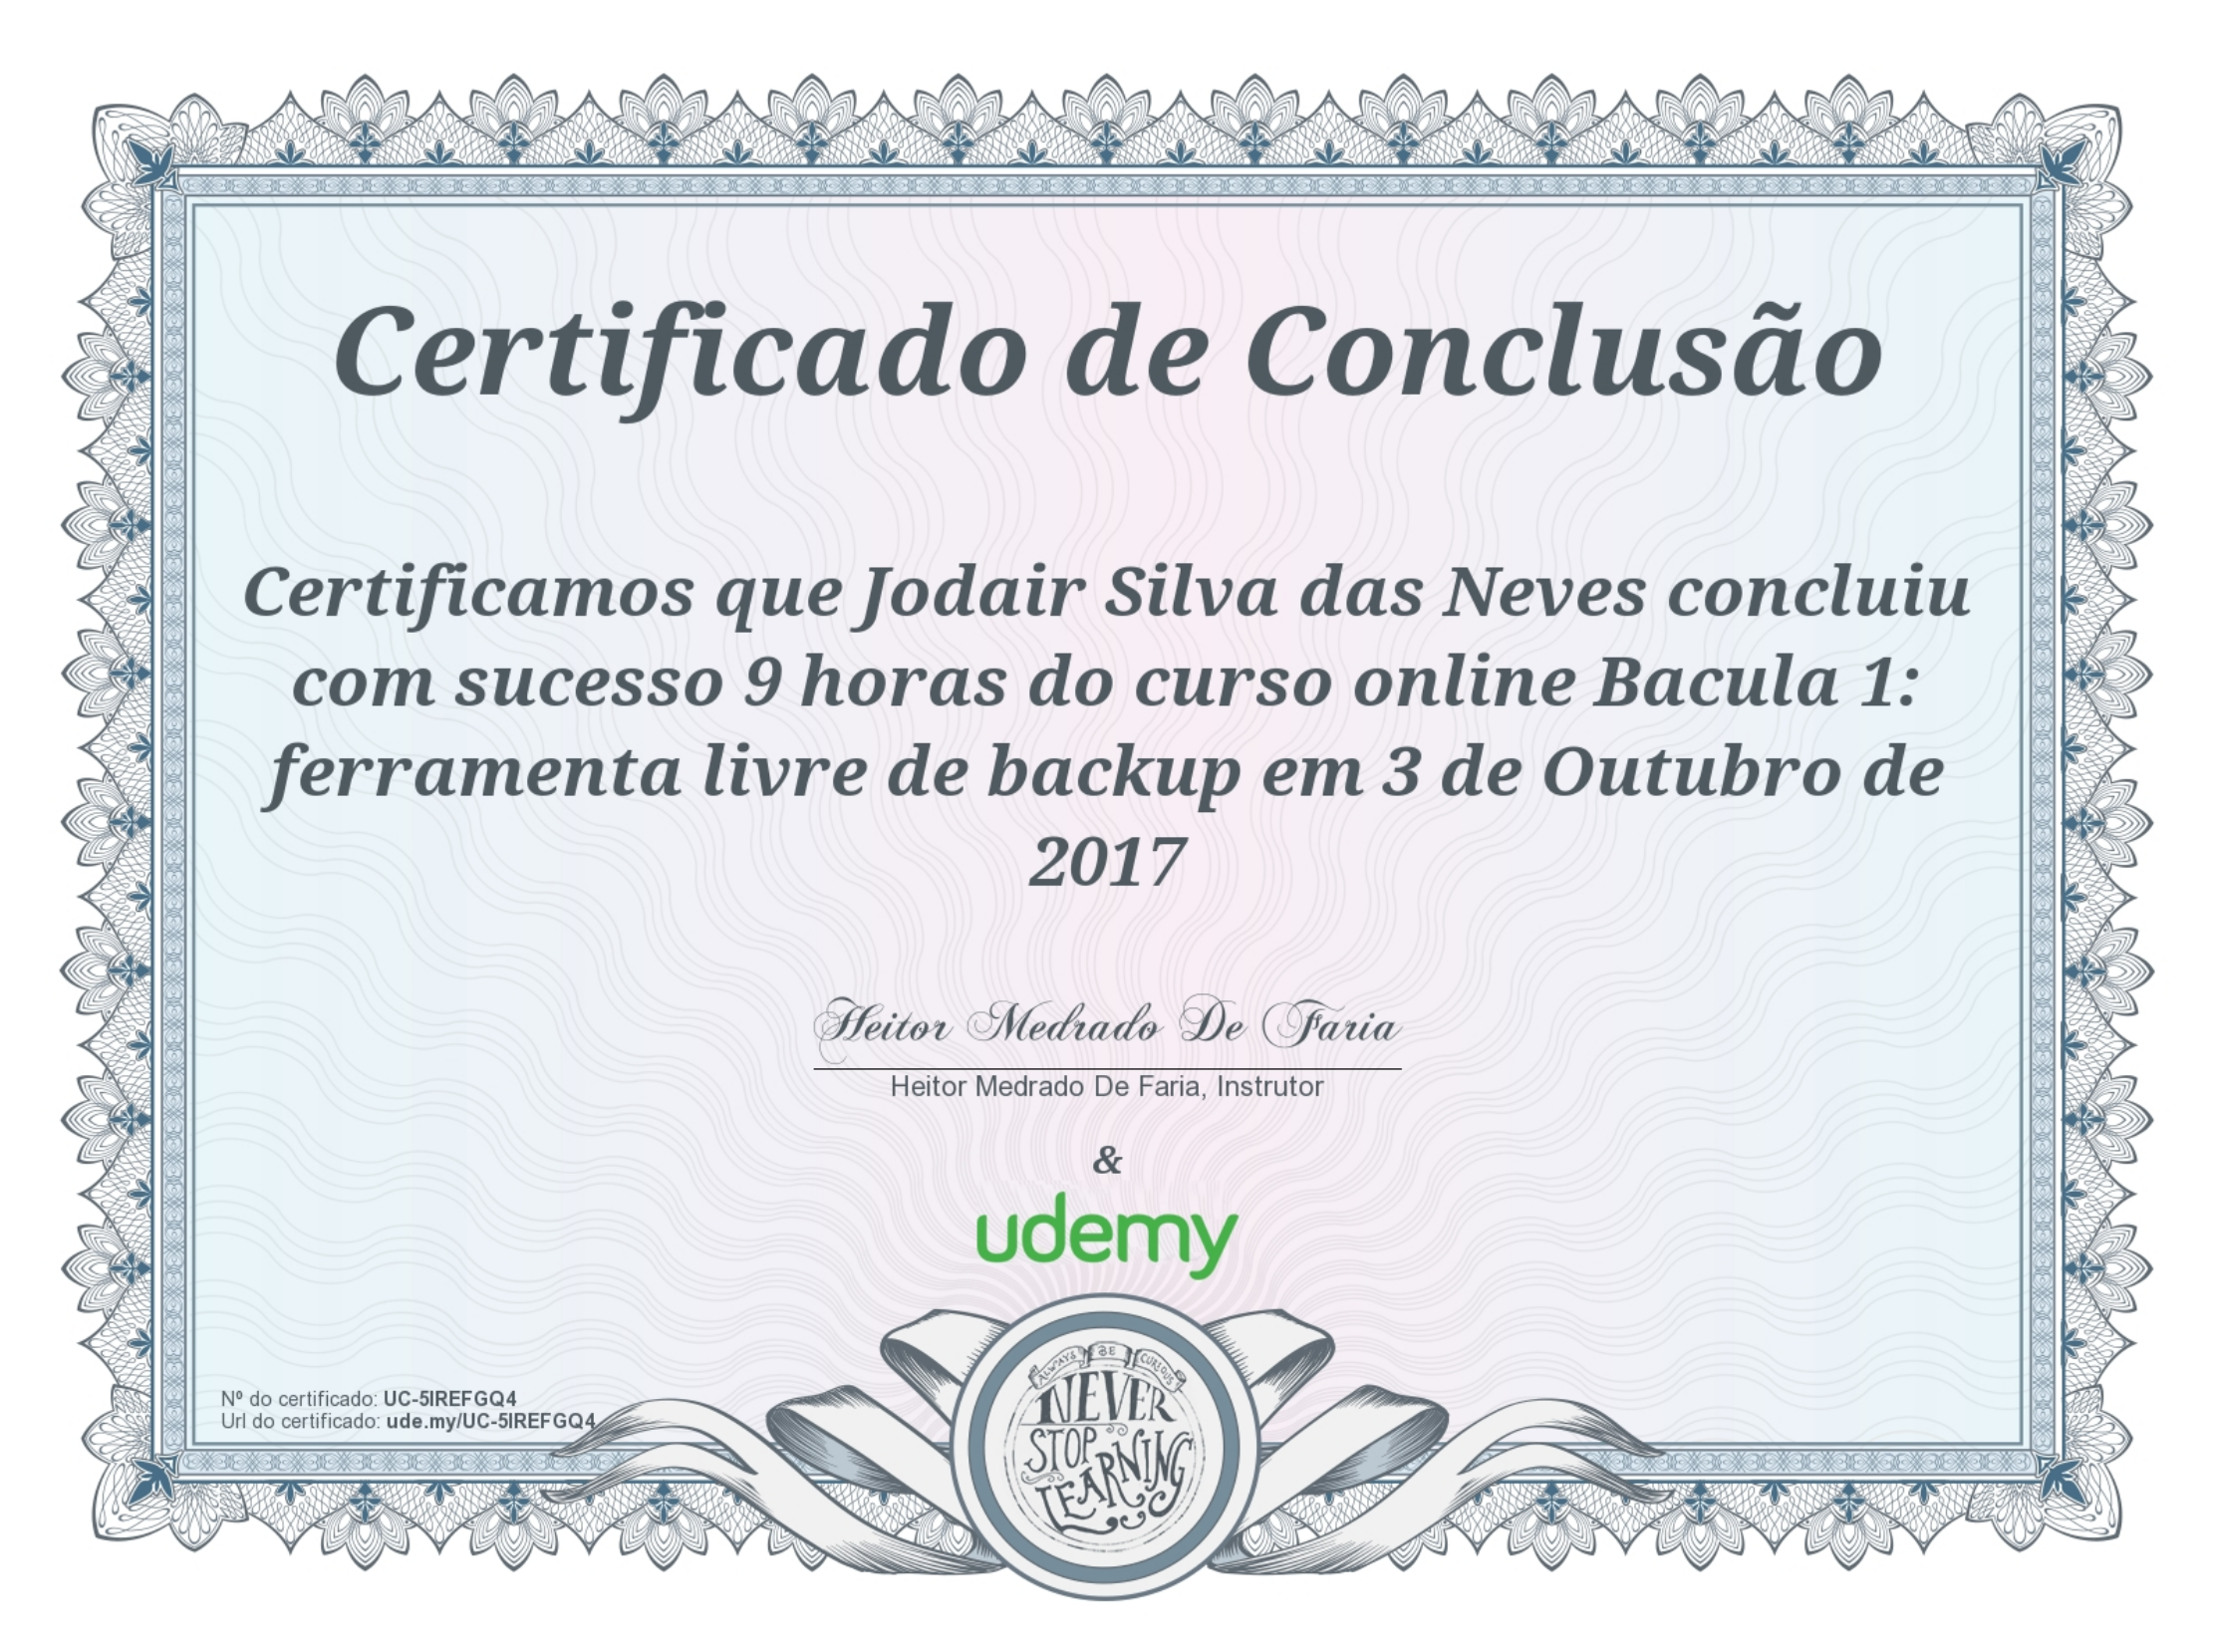 Certificado de Conclusão
Certificamos que Jodair Silva das Neves concluiu
com sucesso 9 horas do curso online Bacula 1:
ferramenta livre de backup em 3 de Outubro de
2017
Heitor Medrado De Faria
Heitor Medrado De Faria, Instrutor
&
udemy
Nº do certificado: UC-5IREFGQ4
Url do certificado: ude.my/UC-5IREFGQ4
ALWAYS BE CURIOUS
NEVER
STOP
LEARNING